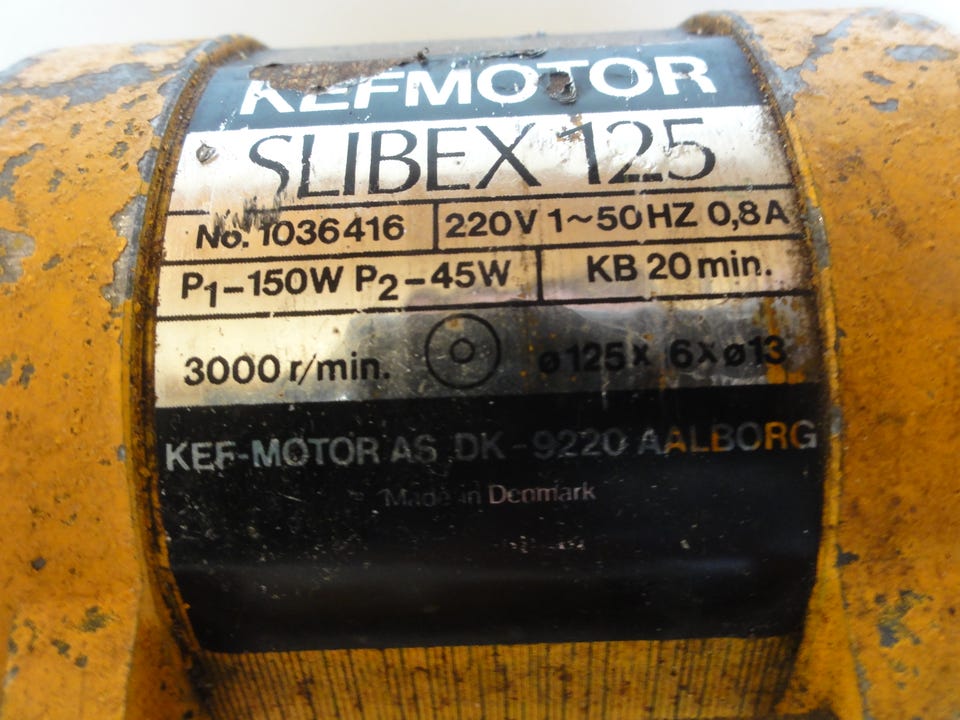 KEFMOTOR
SLIBEX 125
No. 1036416 220V 1~50HZ 0,8A
P1-150W P2-45W KB 20 min.
3000 r/min. ø125x 6xø13
KEF-MOTOR AS DK-9220 AALBORG
Made in Denmark